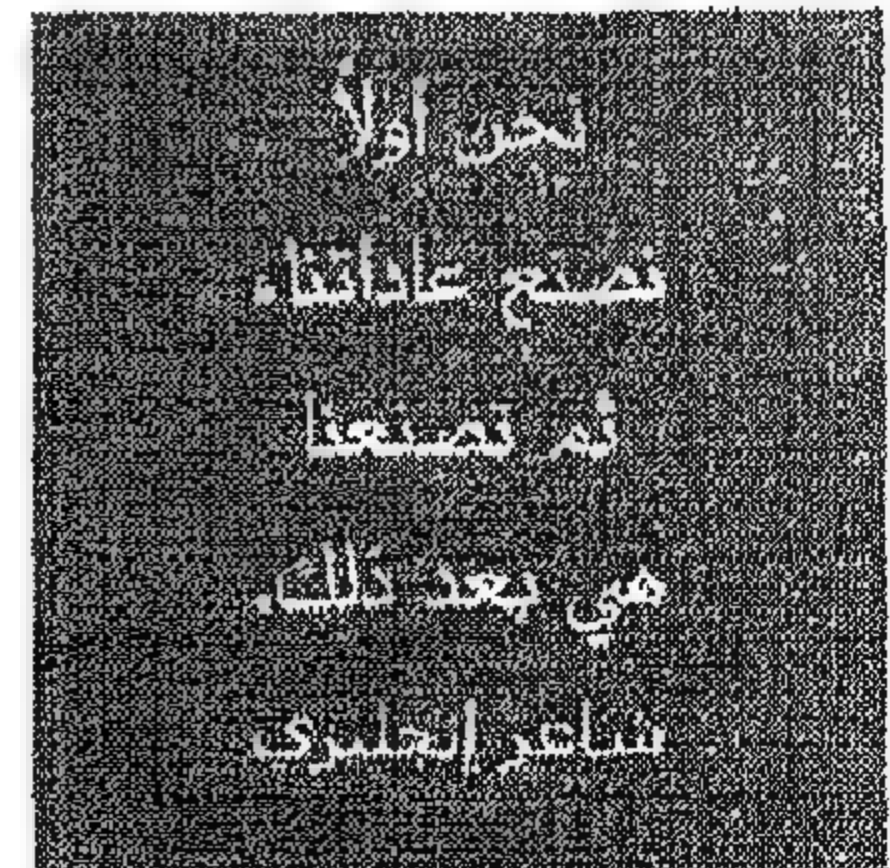 نحن أولاً
نصنع عاداتنا،
ثم تصنعنا
هي بعد ذلك.
شاعر إنجليزي